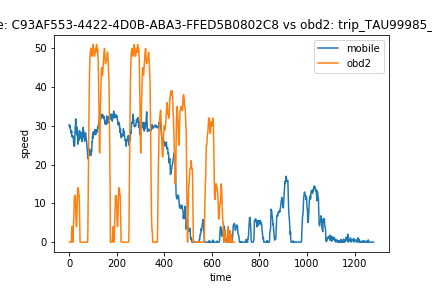 e: C93AF553-4422-4D0B-ABA3-FFED5B0802C8 vs obd2: trip_TAU99985_
mobile
obd2
50
40
30
20
10
0
speed
0 200 400 600 800 1000 1200
time